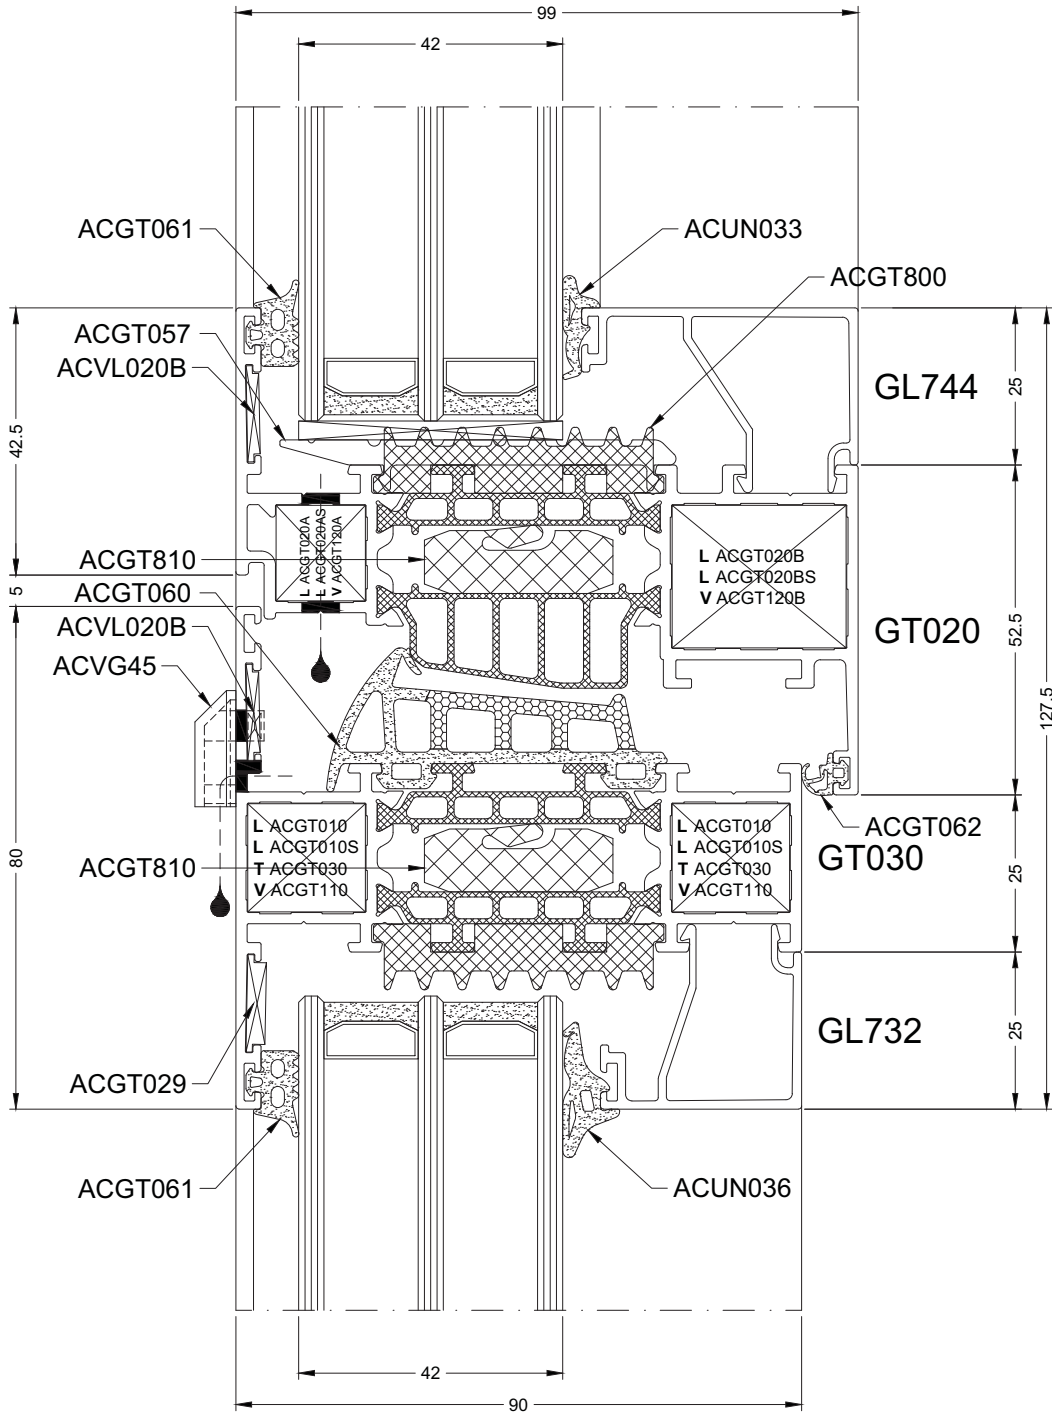 99
42
ACGT061
ACUN033
ACGT800
ACGT057
ACVL020B
GL744
25
42.5
L ACGT020A
L ACGT020AS
V ACGT120A
L ACGT020B
L ACGT020BS
V ACGT120B
ACGT810
5
ACGT060
ACVL020B
ACVG45
GT020
52.5
127.5
ACGT062
L ACGT010
L ACGT010S
T ACGT030
V ACGT110
L ACGT010
L ACGT010S
T ACGT030
V ACGT110
ACGT810
80
GT030
25
GL732
25
ACGT029
ACGT061
ACUN036
42
90